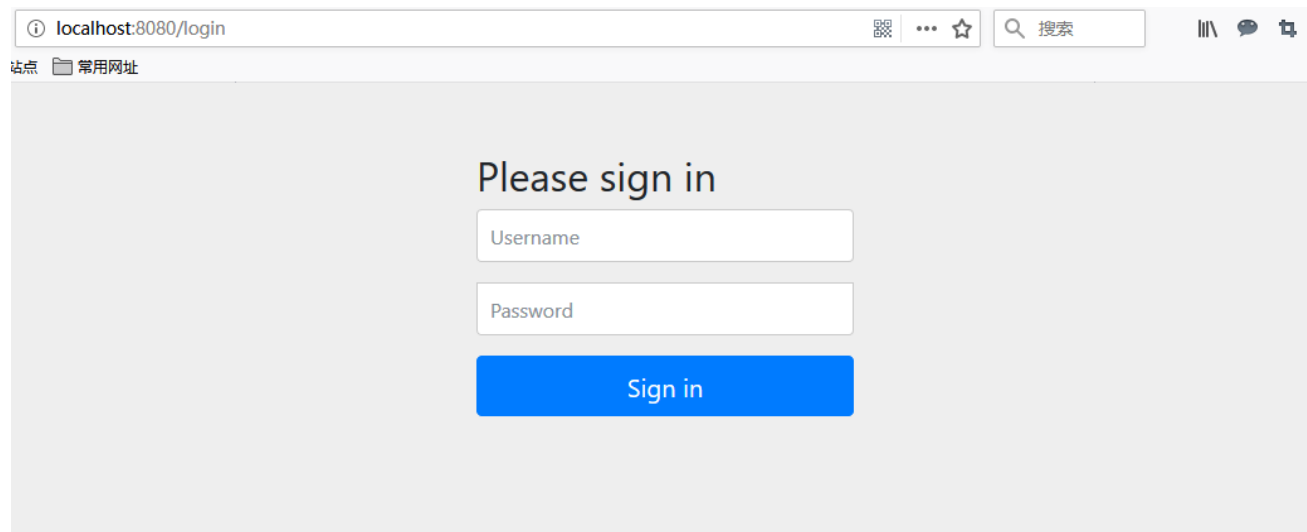 localhost:8080/login
搜索
站点 常用网址
Please sign in
Username
Password
Sign in